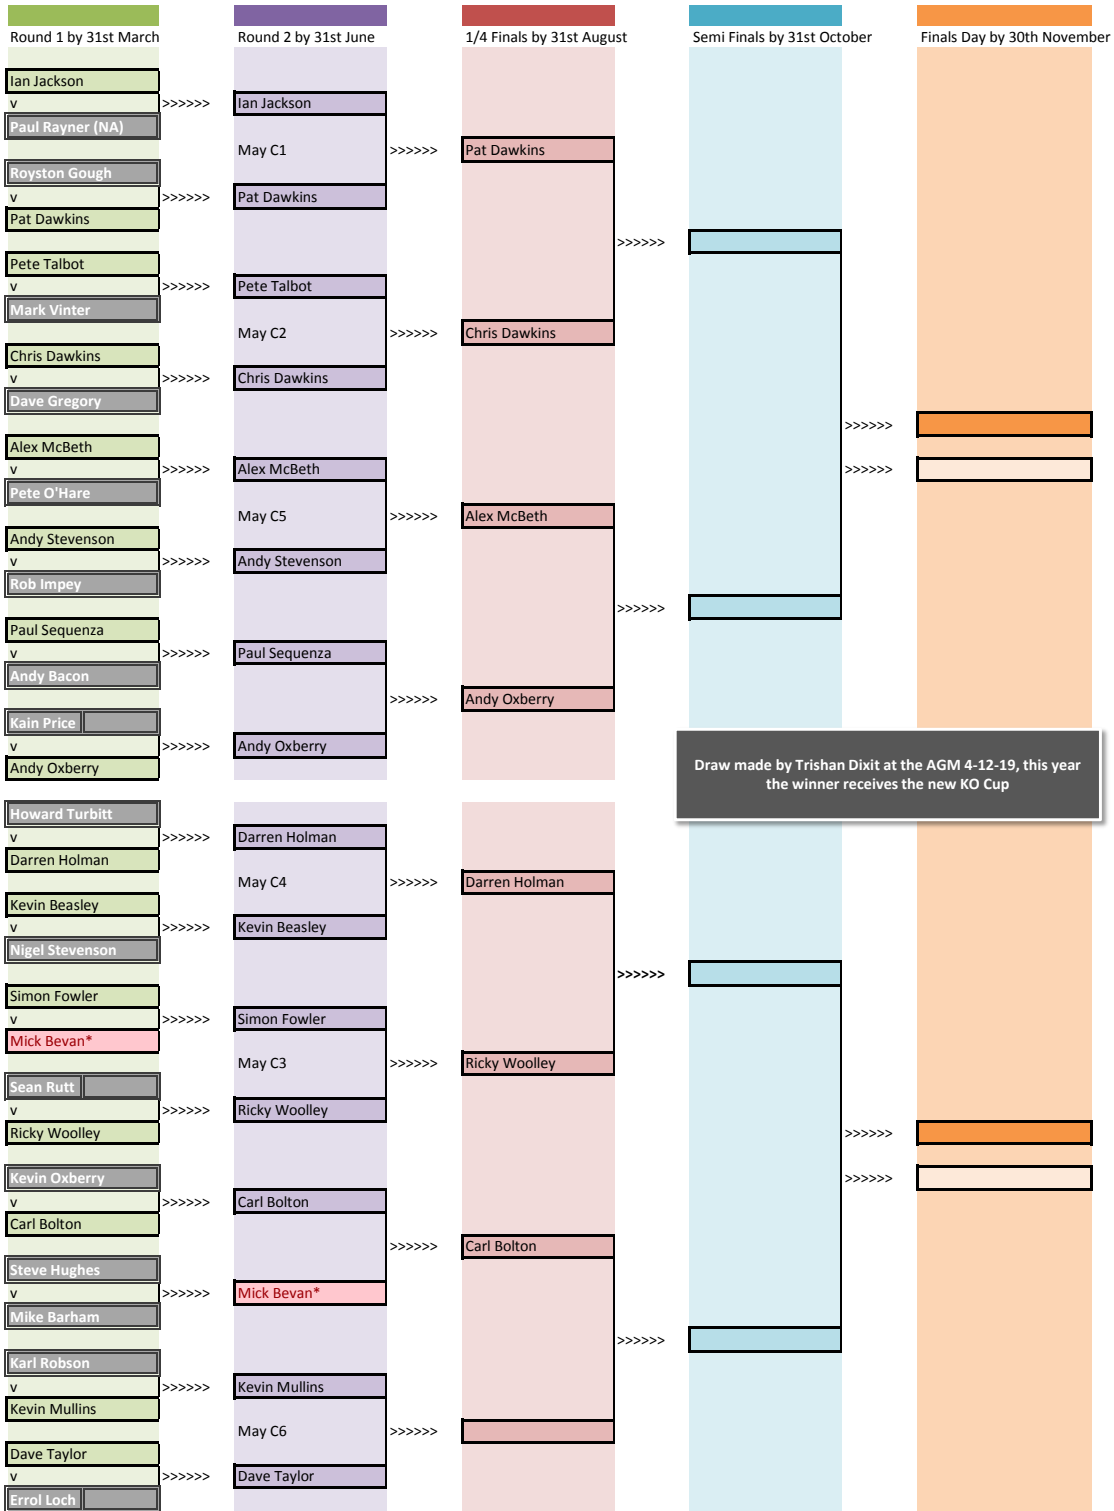 Round 1 by 31st March
Round 2 by 31st June
1/4 Finals by 31st August
Semi Finals by 31st October
Finals Day by 30th November
Ian Jackson
v
>>>>>>
Ian Jackson
Paul Rayner (NA)
May C1
>>>>>>
Pat Dawkins
Royston Gough
v
>>>>>>
Pat Dawkins
Pat Dawkins
>>>>>>
Pete Talbot
v
>>>>>>
Pete Talbot
Mark Vinter
May C2
>>>>>>
Chris Dawkins
Chris Dawkins
v
>>>>>>
Chris Dawkins
Dave Gregory
>>>>>>
Alex McBeth
v
>>>>>>
Alex McBeth
>>>>>>
Pete O'Hare
May C5
>>>>>>
Alex McBeth
Andy Stevenson
v
>>>>>>
Andy Stevenson
Rob Impey
>>>>>>
Paul Sequenza
v
>>>>>>
Paul Sequenza
Andy Bacon
>>>>>>
Andy Oxberry
Kain Price
v
>>>>>>
Andy Oxberry
Andy Oxberry
Draw made by Trishan Dixit at the AGM 4-12-19, this year
the winner receives the new KO Cup
Howard Turbitt
v
>>>>>>
Darren Holman
Darren Holman
May C4
>>>>>>
Darren Holman
Kevin Beasley
v
>>>>>>
Kevin Beasley
Nigel Stevenson
>>>>>>
Simon Fowler
v
>>>>>>
Simon Fowler
Mick Bevan*
May C3
>>>>>>
Ricky Woolley
Sean Rutt
v
>>>>>>
Ricky Woolley
Ricky Woolley
>>>>>>
Kevin Oxberry
>>>>>>
v
>>>>>>
Carl Bolton
Carl Bolton
>>>>>>
Carl Bolton
Steve Hughes
v
>>>>>>
Mick Bevan*
Mike Barham
>>>>>>
Karl Robson
v
>>>>>>
Kevin Mullins
Kevin Mullins
May C6
>>>>>>
Dave Taylor
v
>>>>>>
Dave Taylor
Errol Loch